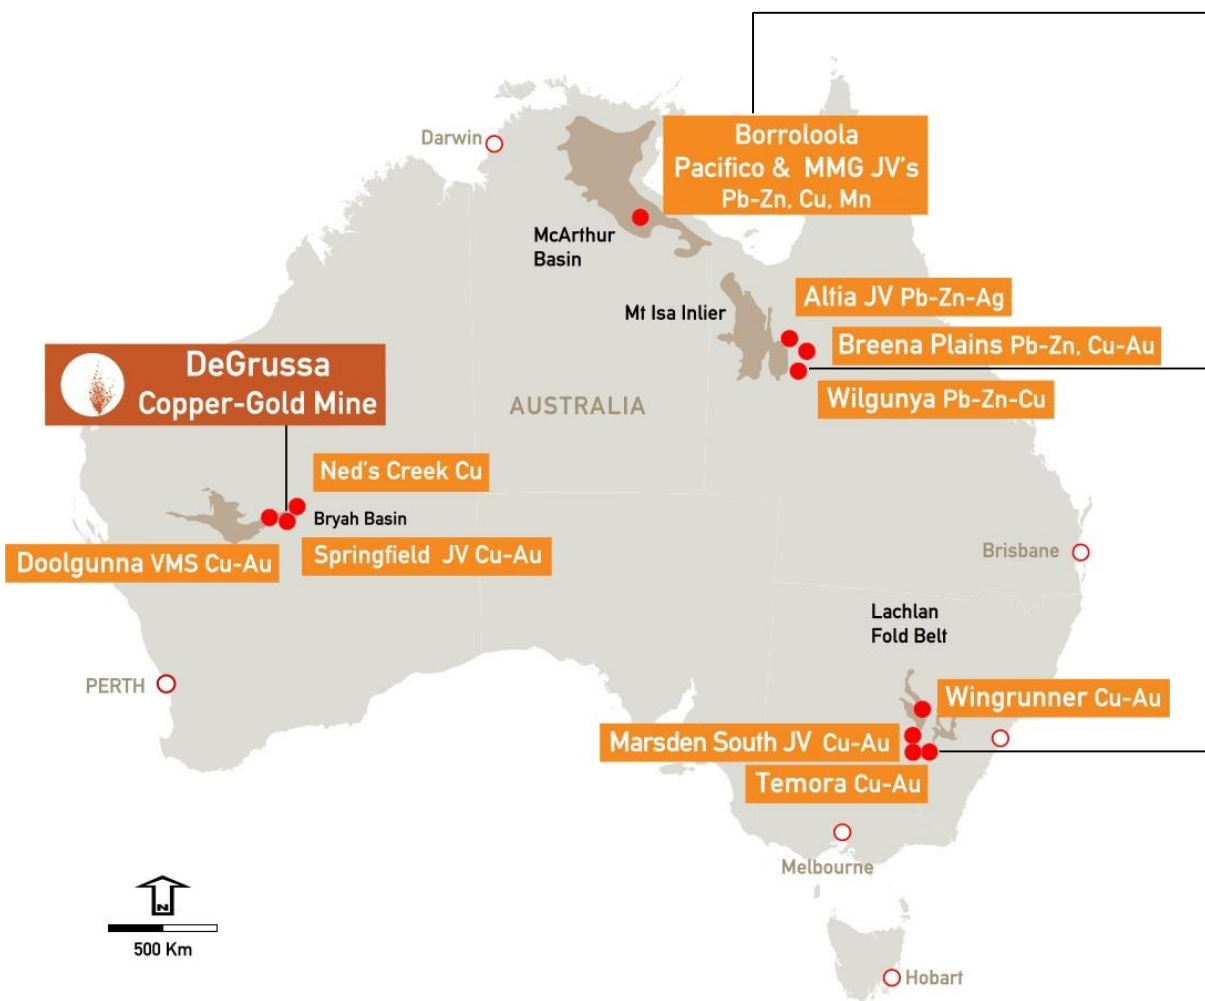 Darwin
Borroloola
Pacifico & MMG JV's
Pb-Zn, Cu, Mn
McArthur
Basin
Altia JV Pb-Zn-Ag
Mt Isa Inlier
Breena Plains Pb-Zn, Cu-Au
DeGrussa
Copper-Gold Mine
Wilgunya Pb-Zn-Cu
AUSTRALIA
Ned's Creek Cu
Bryah Basin
Springfield JV Cu-Au
Doolgunna VMS Cu-Au
Brisbane
Lachlan
Fold Belt
PERTH
Wingrunner Cu-Au
Marsden South JV Cu-Au
Temora Cu-Au
Melbourne
N
500 Km
Hobart